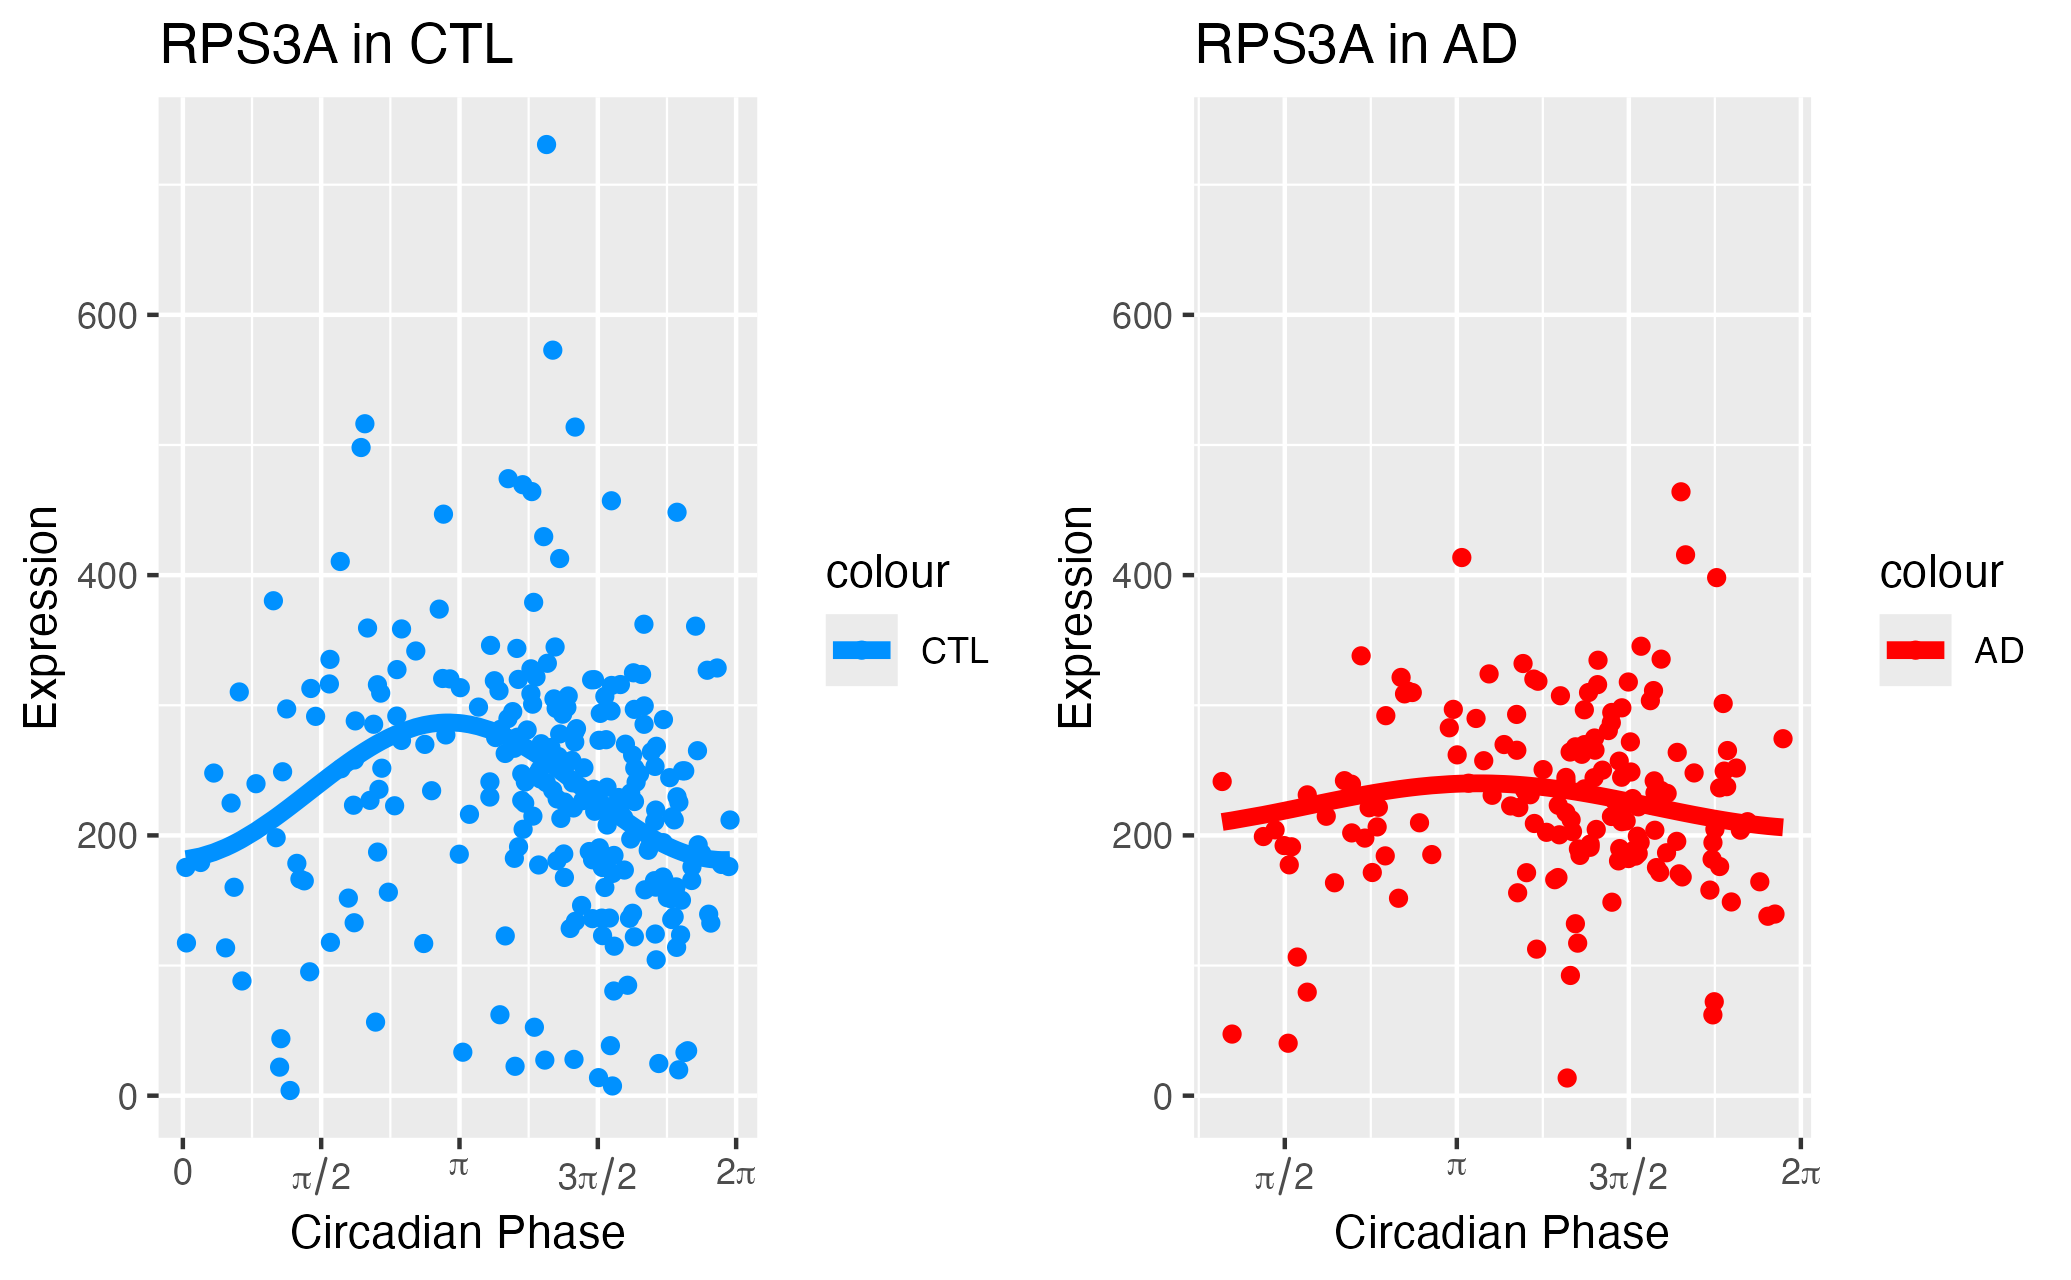 RPS3A in CTL
Expression
600
400
200
0
0 π/2 π 3π/2 2π
Circadian Phase
colour
CTL
RPS3A in AD
Expression
600
400
200
0
π/2 π 3π/2 2π
Circadian Phase
colour
AD